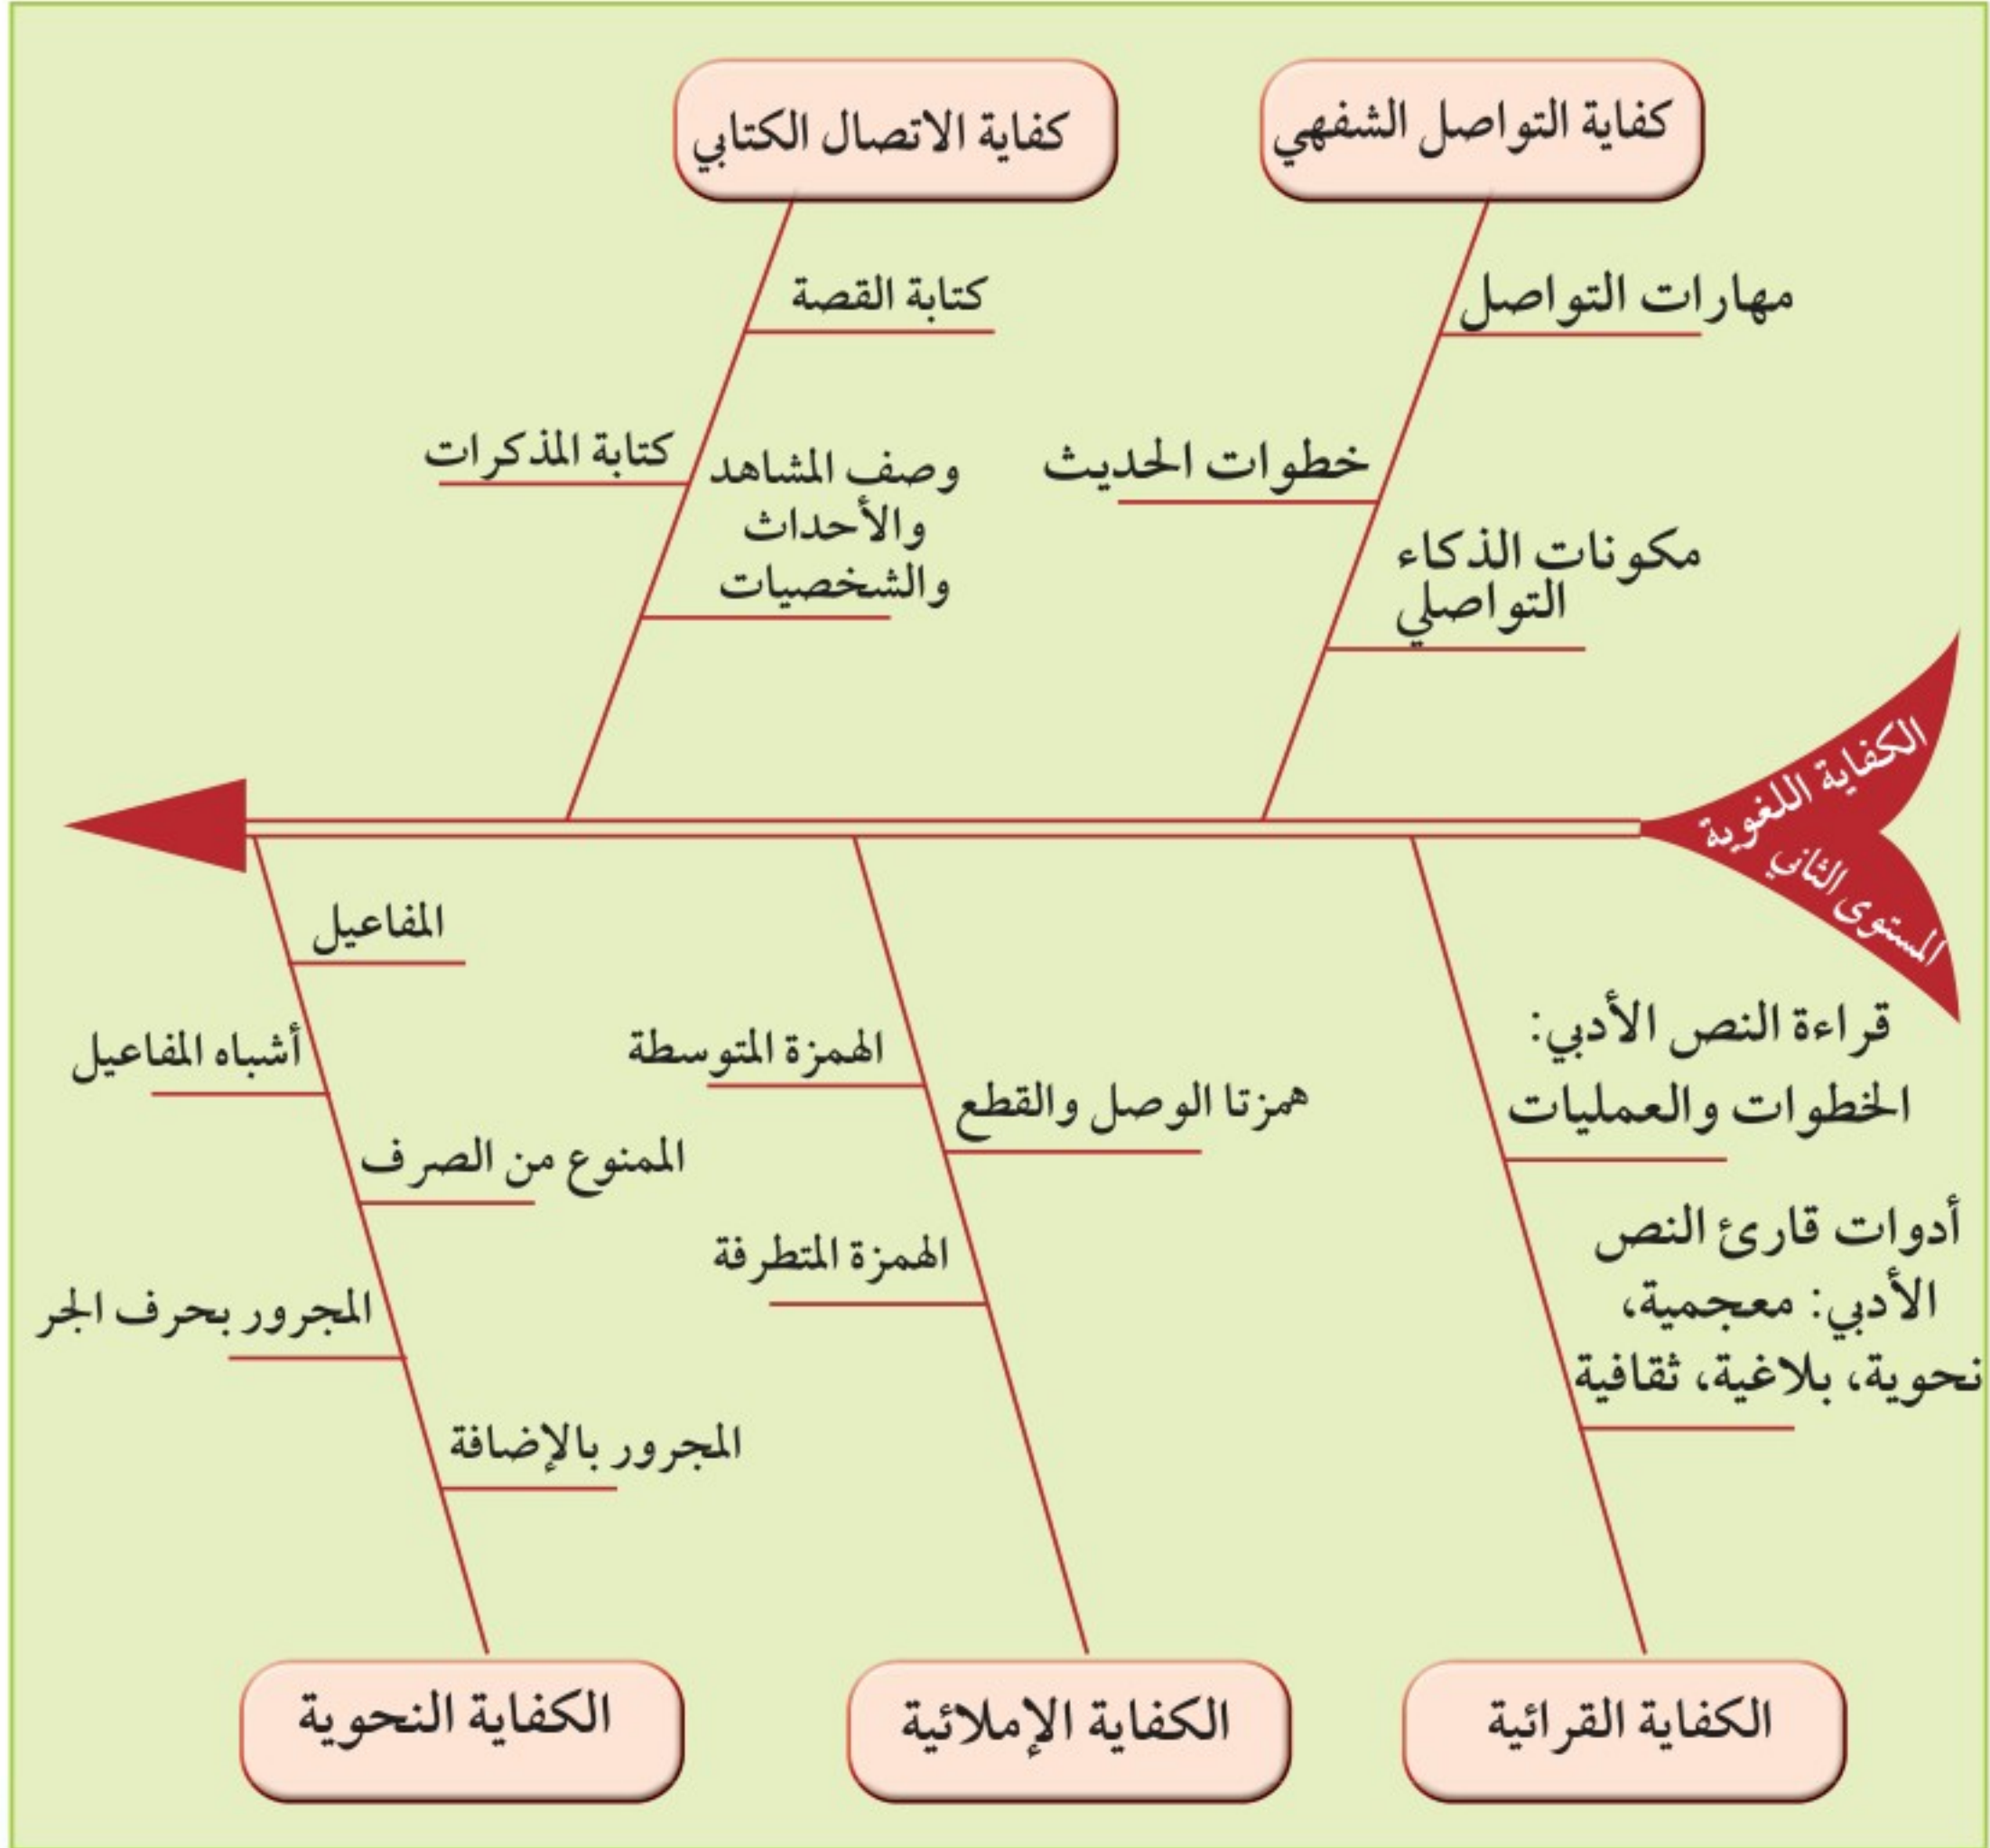 كفاية التواصل الشفهي
مهارات التواصل
خطوات الحديث
مكونات الذكاء
التواصلي
كفاية الاتصال الكتابي
كتابة القصة
كتابة المذكرات
وصف المشاهد
والأحداث
والشخصيات
الكفاية اللغوية
المستوى الثاني
قراءة النص الأدبي:
الخطوات والعمليات
أدوات قارئ النص
الأدبي: معجمية،
نحوية، بلاغية، ثقافية
الكفاية القرائية
الهمزة المتوسطة
همزتا الوصل والقطع
الهمزة المتطرفة
الكفاية الإملائية
المفاعيل
أشباه المفاعيل
الممنوع من الصرف
المجرور بحرف الجر
المجرور بالإضافة
الكفاية النحوية